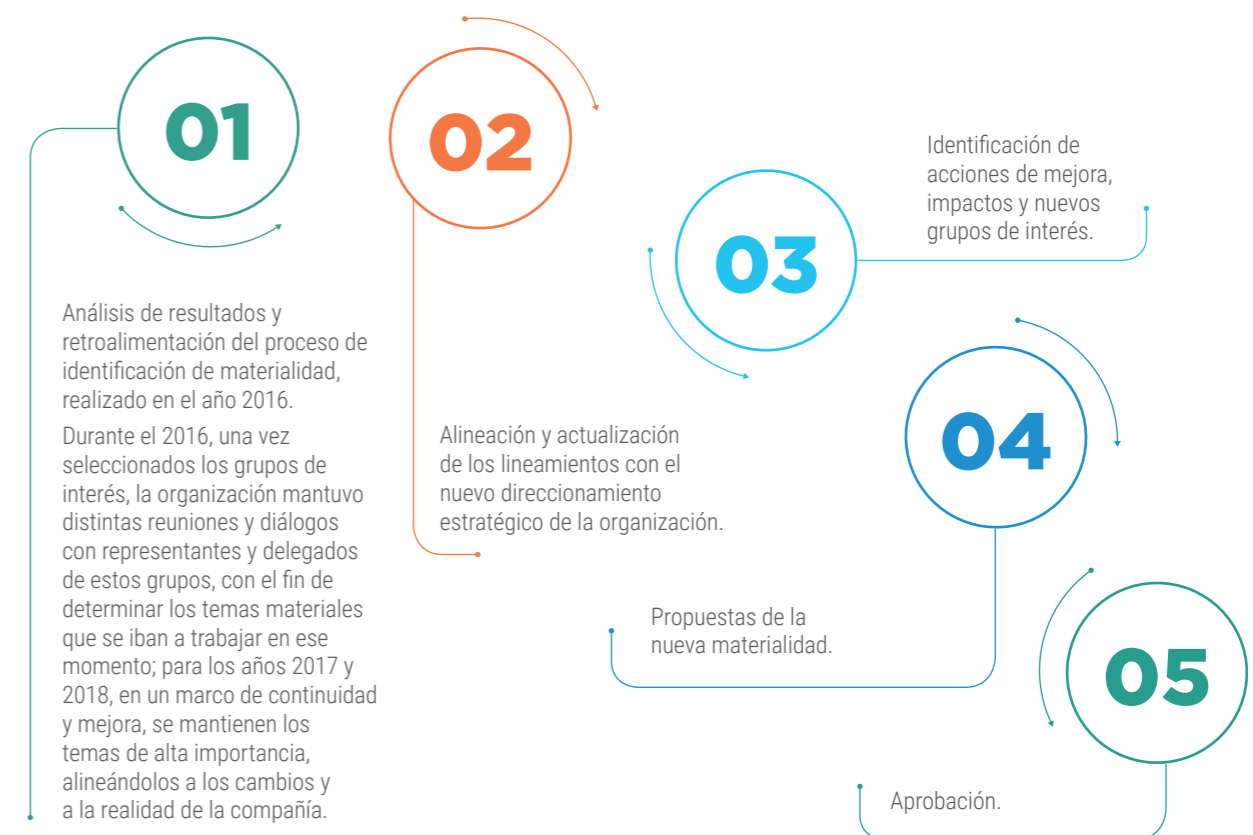 01
Análisis de resultados y
retroalimentación del proceso de
identificación de materialidad,
realizado en el año 2016.
Durante el 2016, una vez
seleccionados los grupos de
interés, la organización mantuvo
distintas reuniones y diálogos
con representantes y delegados
de estos grupos, con el fin de
determinar los temas materiales
que se iban a trabajar en ese
momento; para los años 2017 y
2018, en un marco de continuidad
y mejora, se mantienen los
temas de alta importancia,
alineándolos a los cambios y
a la realidad de la compañía.
02
Alineación y actualización
de los lineamientos con el
nuevo direccionamiento
estratégico de la organización.
03
Identificación de
acciones de mejora,
impactos y nuevos
grupos de interés.
04
Propuestas de la
nueva materialidad.
05
Aprobación.